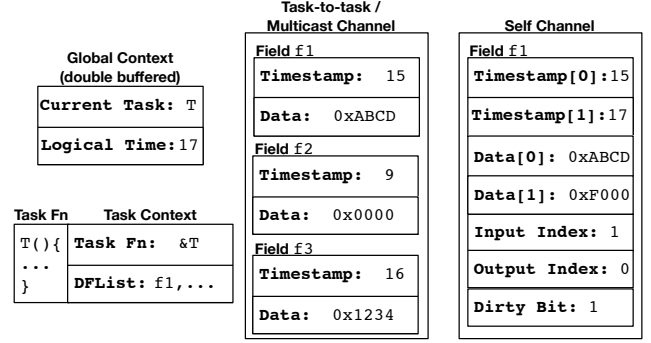 Global Context
(double buffered)
Current Task: T
Logical Time:17
Task Fn
T(){
...
}
Task Context
Task Fn: &T
DFList: f1,...
Task-to-task /
Multicast Channel
Field f1
Timestamp: 15
Data: 0xABCD
Field f2
Timestamp: 9
Data: 0x0000
Field f3
Timestamp: 16
Data: 0x1234
Self Channel
Field f1
Timestamp[0]:15
Timestamp[1]:17
Data[0]: 0xABCD
Data[1]: 0xF000
Input Index: 1
Output Index: 0
Dirty Bit: 1